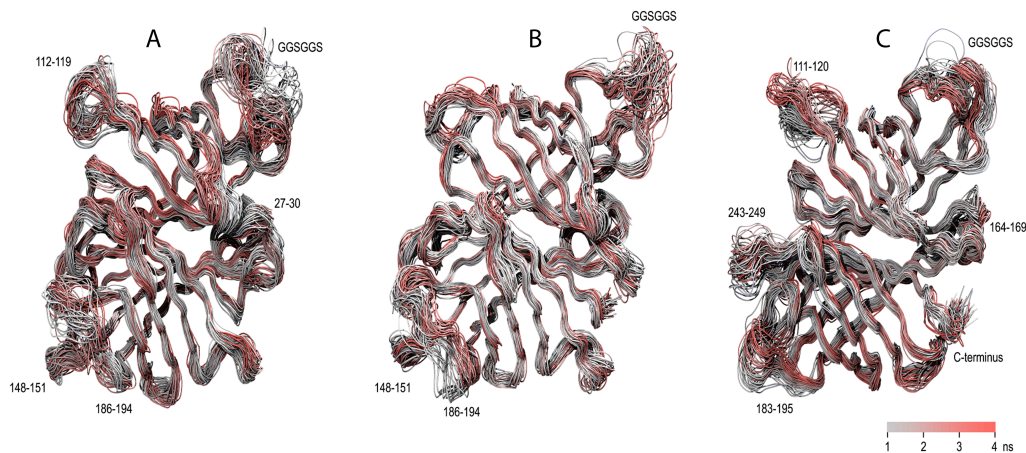 A
GGSGGS
112-119
27-30
148-151
186-194
B
GGSGGS
148-151
186-194
C
GGSGGS
111-120
243-249
164-169
C-terminus
183-195
1 2 3 4 ns